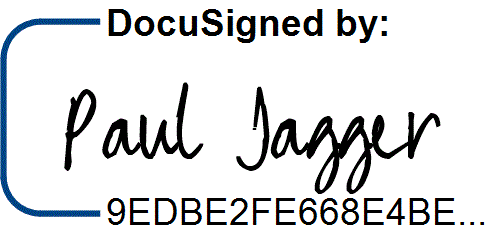 DocuSigned by:
Paul Jagger
9EDBE2FE668E4BE...